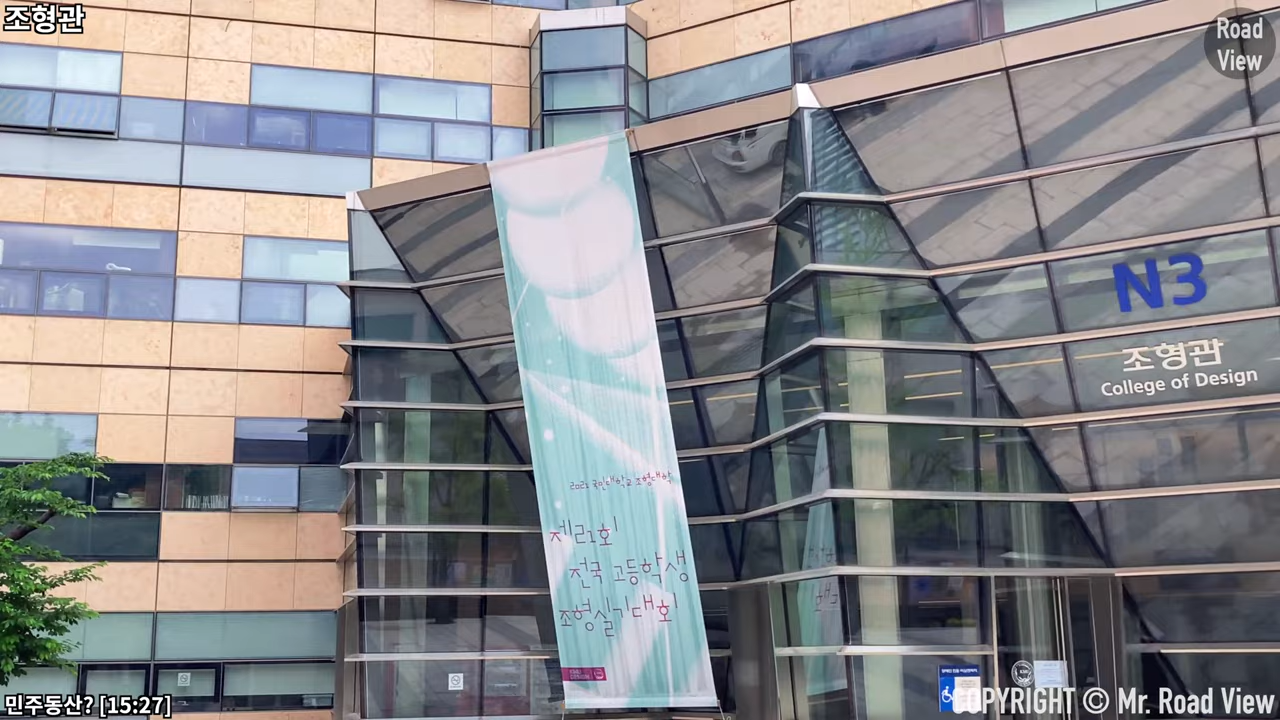 조형관
Road
View
N3
조형관
College of Design
국민대학교 조형대학
제21회
전국 고등학생
조형실기대회
민주동산? [15:27]
COPYRIGHT © Mr. Road View